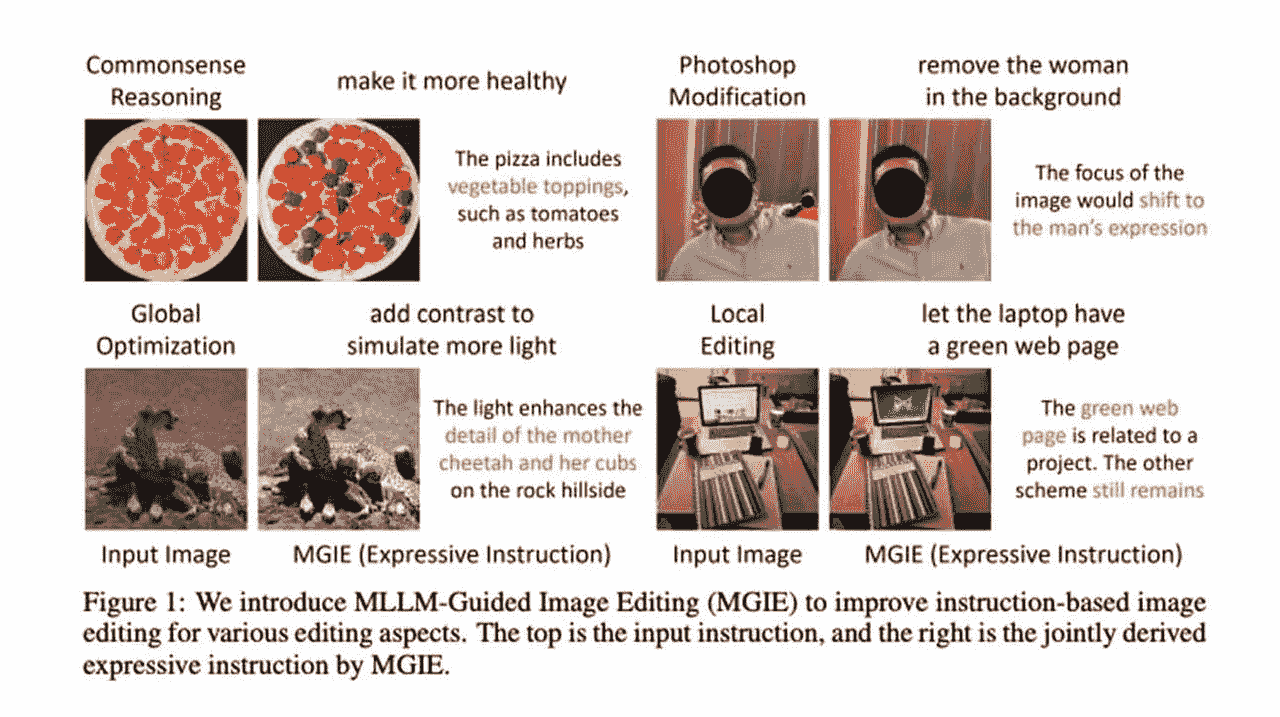 Commonsense
Reasoning
make it more healthy
The pizza includes
vegetable toppings,
such as tomatoes
and herbs
Photoshop
Modification
remove the woman
in the background
The focus of the
image would shift to
the man's expression
Global
Optimization
add contrast to
simulate more light
The light enhances the
detail of the mother
cheetah and her cubs
on the rock hillside
Local
Editing
let the laptop have
a green web page
The green web
page is related to a
project. The other
scheme still remains
Input Image
MGIE (Expressive Instruction)
Input Image
MGIE (Expressive Instruction)
Figure 1: We introduce MLLM-Guided Image Editing (MGIE) to improve instruction-based image
editing for various editing aspects. The top is the input instruction, and the right is the jointly derived
expressive instruction by MGIE.